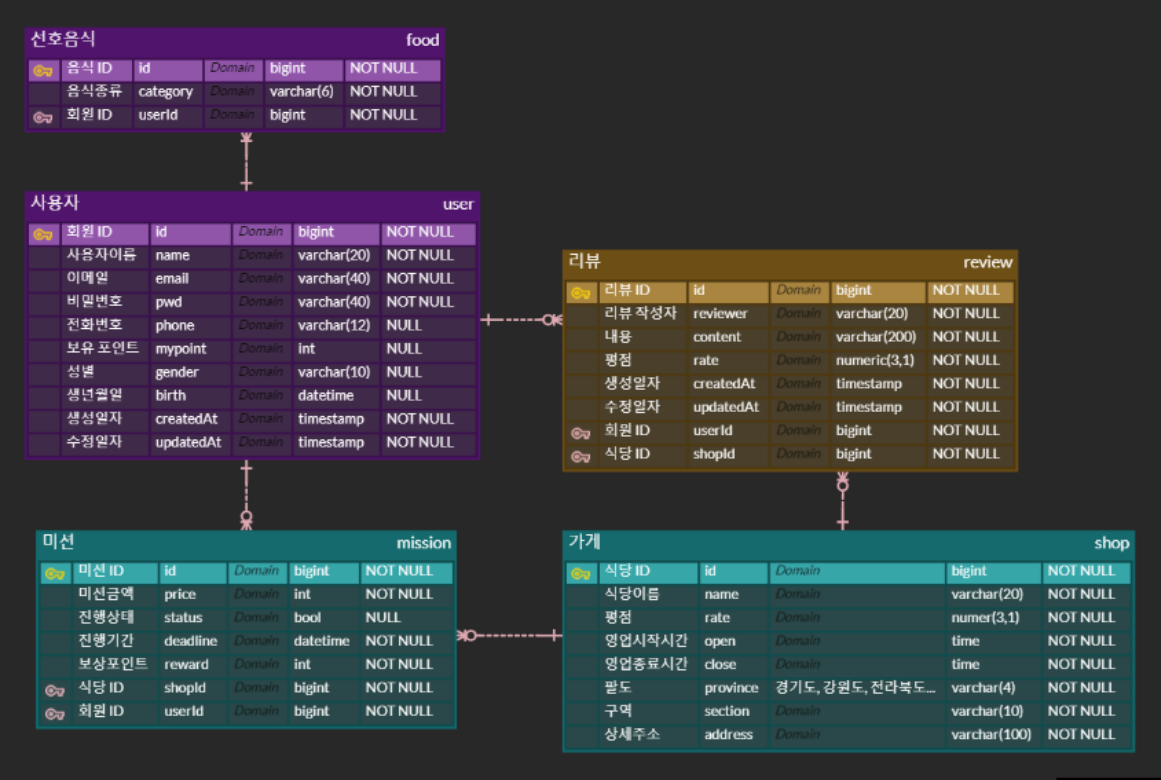 선호음식 food
음식 ID id Domain bigint NOT NULL
음식종류 category Domain varchar(6) NOT NULL
회원 ID userId Domain bigint NOT NULL
사용자 user
회원 ID id Domain bigint NOT NULL
사용자이름 name Domain varchar(20) NOT NULL
이메일 email Domain varchar(40) NOT NULL
비밀번호 pwd Domain varchar(40) NOT NULL
전화번호 phone Domain varchar(12) NULL
보유 포인트 mypoint Domain int NULL
성별 gender Domain varchar(10) NULL
생년월일 birth Domain datetime NULL
생성일자 createdAt Domain timestamp NOT NULL
수정일자 updatedAt Domain timestamp NOT NULL
리뷰 review
리뷰 ID id Domain bigint NOT NULL
리뷰 작성자 reviewer Domain varchar(20) NOT NULL
내용 content Domain varchar(200) NOT NULL
평점 rate Domain numeric(3,1) NOT NULL
생성일자 createdAt Domain timestamp NOT NULL
수정일자 updatedAt Domain timestamp NOT NULL
회원 ID userId Domain bigint NOT NULL
식당 ID shopId Domain bigint NOT NULL
미션 mission
미션 ID id Domain bigint NOT NULL
미션금액 price Domain int NOT NULL
진행상태 status Domain bool NULL
진행기간 deadline Domain datetime NOT NULL
보상포인트 reward Domain int NOT NULL
식당 ID shopId Domain bigint NOT NULL
회원 ID userId Domain bigint NOT NULL
가게 shop
식당 ID id Domain bigint NOT NULL
식당이름 name Domain varchar(20) NOT NULL
평점 rate Domain numer(3,1) NOT NULL
영업시작시간 open Domain time NOT NULL
영업종료시간 close Domain time NOT NULL
팔도 province 경기도, 강원도, 전라북도... varchar(4) NOT NULL
구역 section Domain varchar(10) NOT NULL
상세주소 address Domain varchar(100) NOT NULL